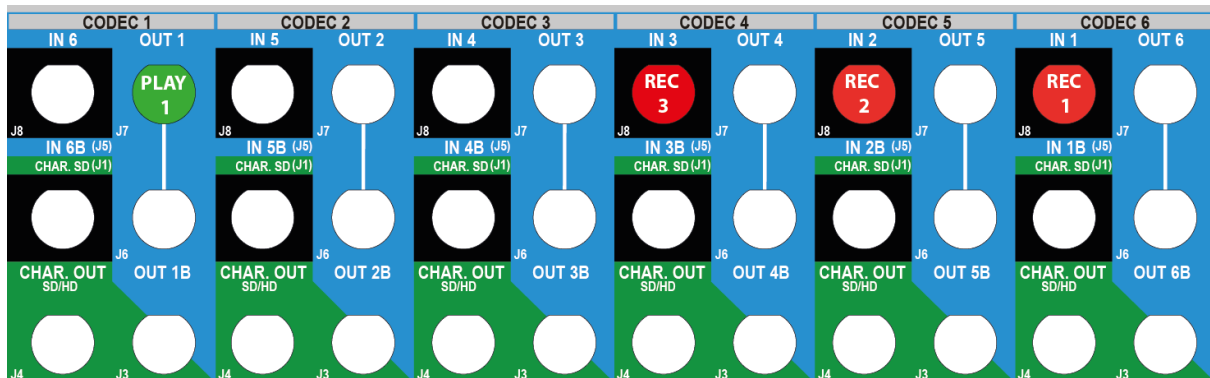 CODEC 1 CODEC 2 CODEC 3 CODEC 4 CODEC 5 CODEC 6
IN 6 OUT 1 IN 5 OUT 2 IN 4 OUT 3 IN 3 OUT 4 IN 2 OUT 5 IN 1 OUT 6
PLAY REC REC REC
1 3 2 1
J8 J7 J8 J7 J8 J7 J8 J7 J8 J7 J8 J7
IN 6B (J5) IN 5B (J5) IN 4B (J5) IN 3B (J5) IN 2B (J5) IN 1B (J5)
CHAR. SD (J1) CHAR. SD (J1) CHAR. SD (J1) CHAR. SD (J1) CHAR. SD (J1) CHAR. SD (J1)
J6 J6 J6 J6 J6 J6
CHAR. OUT OUT 1B CHAR. OUT OUT 2B CHAR. OUT OUT 3B CHAR. OUT OUT 4B CHAR. OUT OUT 5B CHAR. OUT OUT 6B
SD/HD SD/HD SD/HD SD/HD SD/HD SD/HD
J4 J3 J4 J3 J4 J3 J4 J3 J4 J3 J4 J3